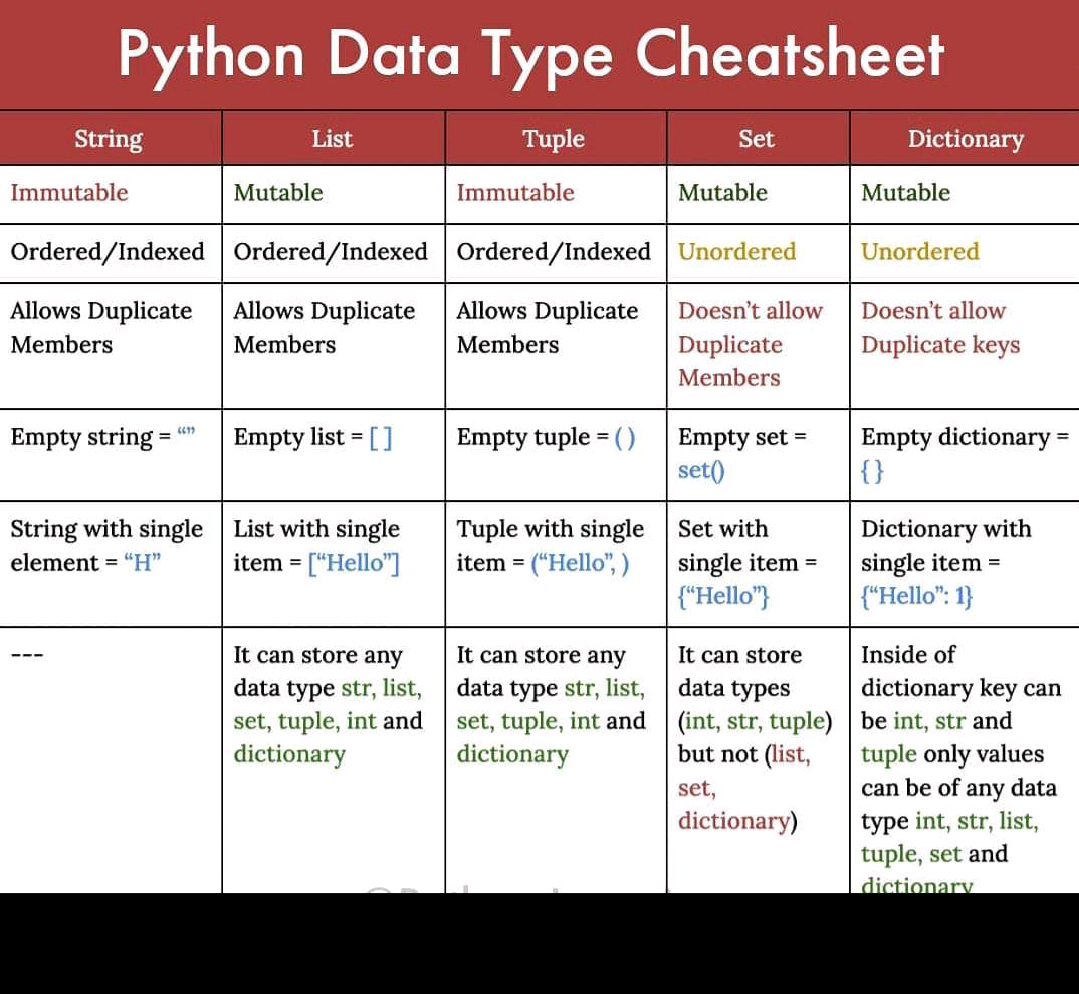 Python Data Type Cheatsheet
String
List
Tuple
Set
Dictionary
Immutable
Mutable
Immutable
Mutable
Mutable
Ordered/Indexed
Ordered/Indexed
Ordered/Indexed
Unordered
Unordered
Allows Duplicate
Members
Allows Duplicate
Members
Allows Duplicate
Members
Doesn’t allow
Duplicate
Members
Doesn’t allow
Duplicate keys
Empty string = “”
Empty list = [ ]
Empty tuple = ( )
Empty set =
set()
Empty dictionary =
{ }
String with single
element = “H”
List with single
item = [“Hello”]
Tuple with single
item = (“Hello”, )
Set with
single item =
{“Hello”}
Dictionary with
single item =
{“Hello”: 1}
---
It can store any
data type str, list,
set, tuple, int and
dictionary
It can store any
data type str, list,
set, tuple, int and
dictionary
It can store
data types
(int, str, tuple)
but not (list,
set,
dictionary)
Inside of
dictionary key can
be int, str and
tuple only values
can be of any data
type int, str, list,
tuple, set and
dictionary